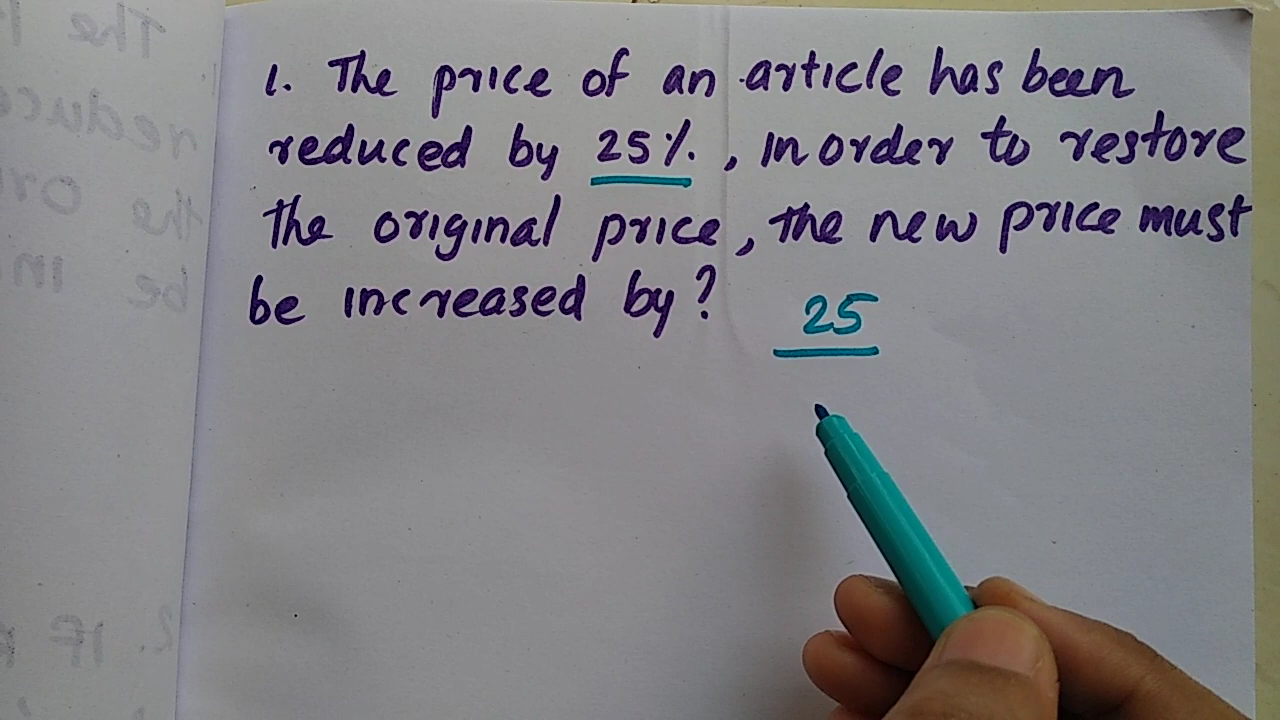 1. The price of an article has been
reduced by 25%, in order to restore
the original price, the new price must
be increased by?
25